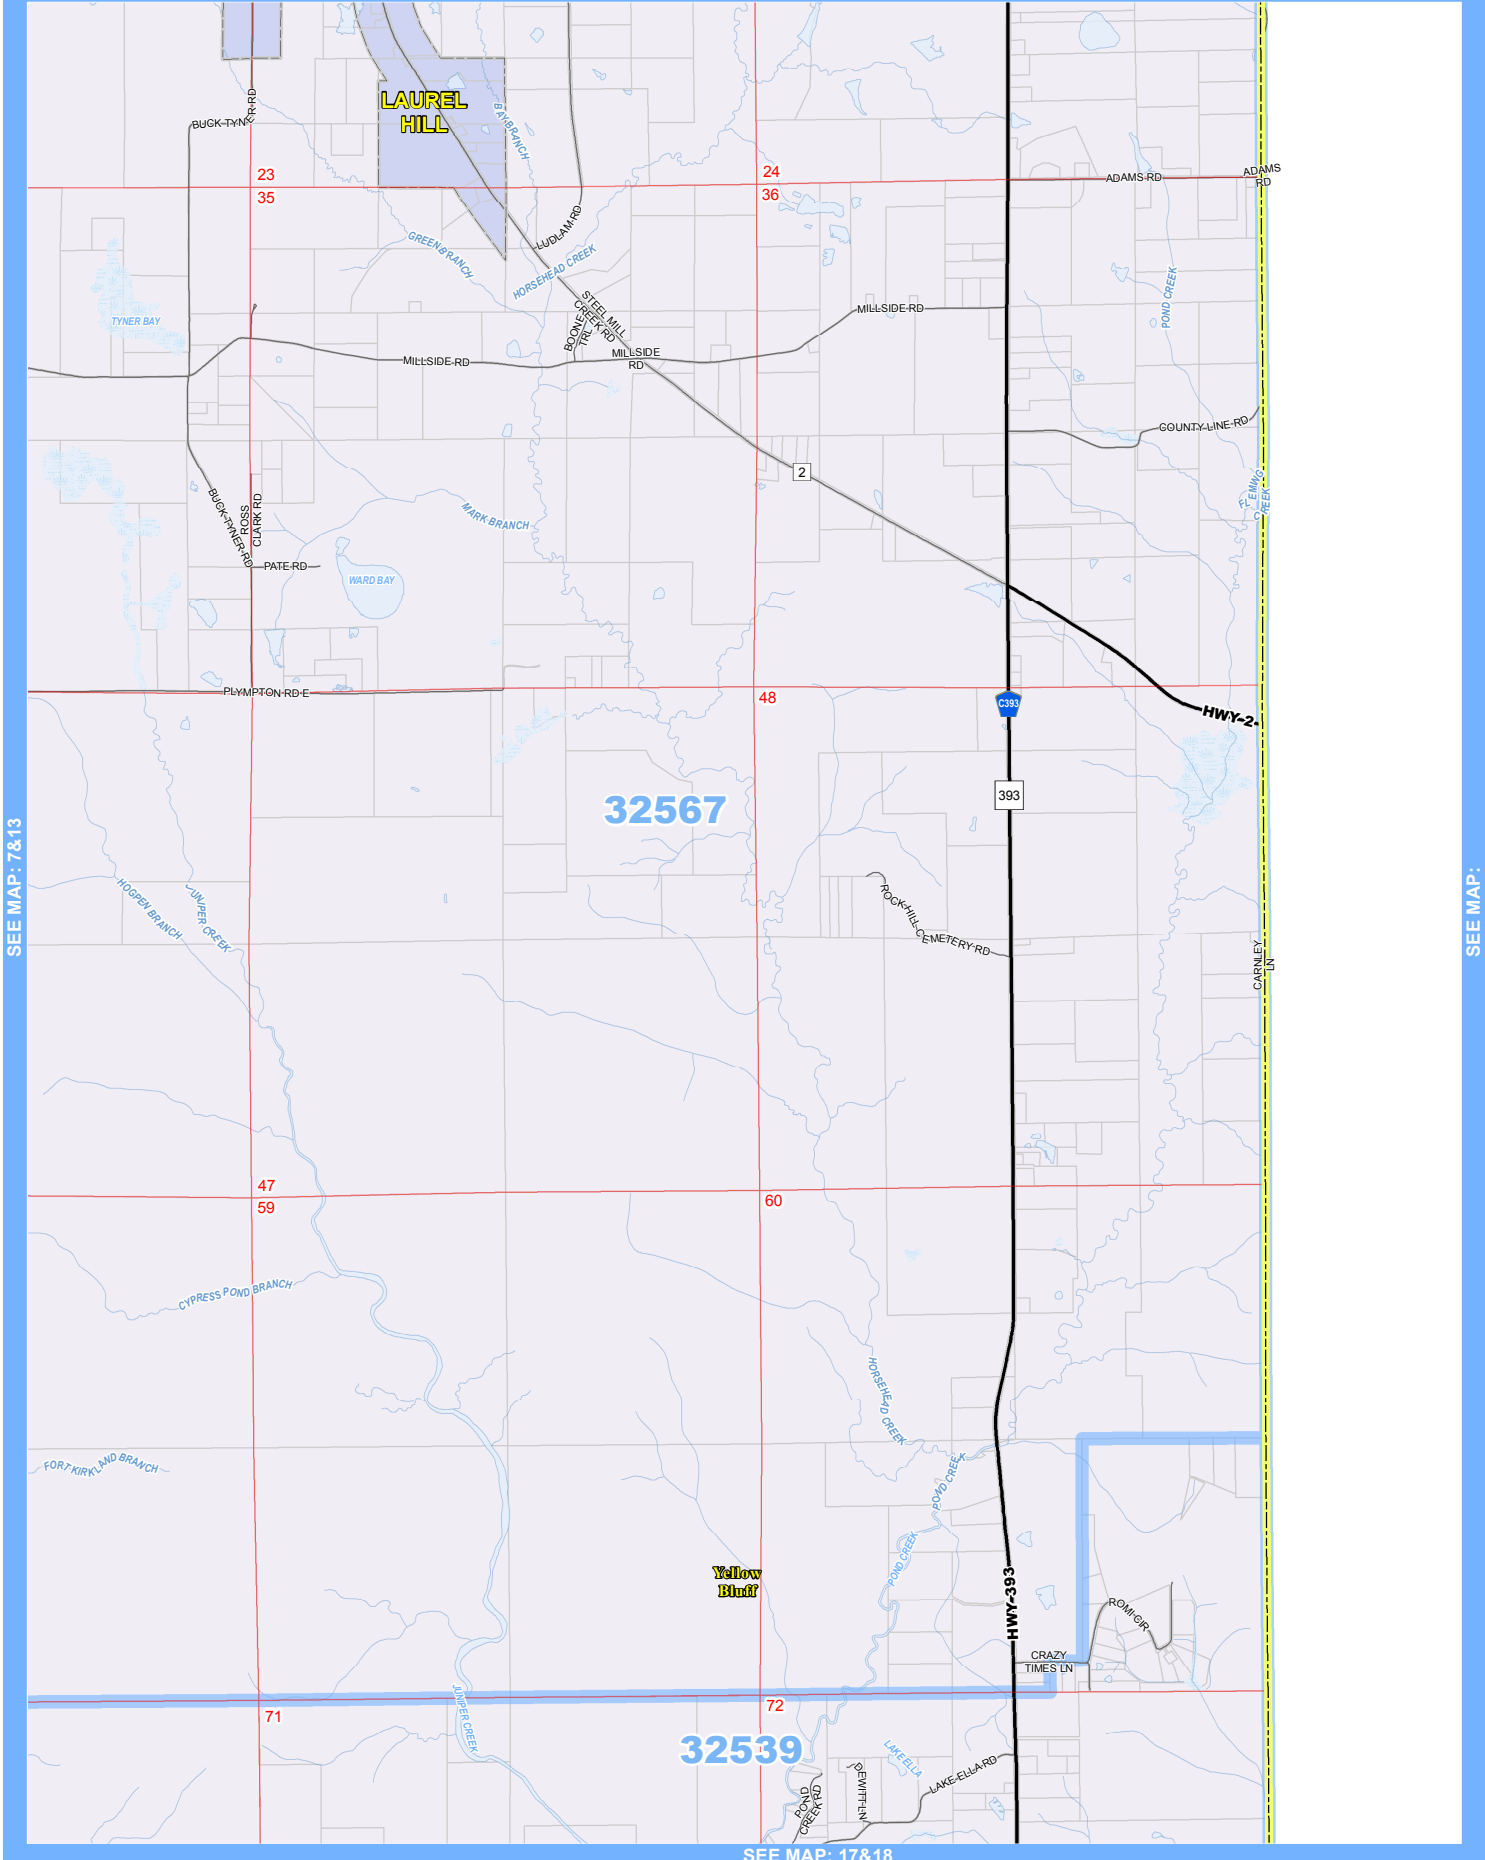 LAUREL
HILL
BUCK TYNER RD
BAY BRANCH
23
24
35
36
ADAMS RD
ADAMS
RD
LUDLAM RD
GREEN BRANCH
HORSEHEAD CREEK
POND CREEK
TYNER BAY
STEEL MILL
CREEK RD
BOONE
TRL
MILLSIDE RD
MILLSIDE RD
MILLSIDE
RD
COUNTY LINE RD
2
FLEMWG
CREEK
BUCK TYNER RD
ROSS
CLARK RD
MARK BRANCH
PATE RD
WARD BAY
PLYMPTON RD E
48
C393
HWY 2
393
32567
SEE MAP: 7&13
SEE MAP:
HOGPEN BRANCH
JUNIPER CREEK
ROCK HILL CEMETERY RD
CARNLEY
LN
47
59
60
CYPRESS POND BRANCH
HORSEHEAD CREEK
FORT KIRKLAND BRANCH
POND CREEK
POND CREEK
Yellow
Bluff
HWY 393
ROMI CIR
CRAZY
TIMES LN
71
72
JUNIPER CREEK
32539
LAKE ELLA
LAKE ELLA RD
DEWITT LN
POND
CREEK RD
SEE MAP: 17&18